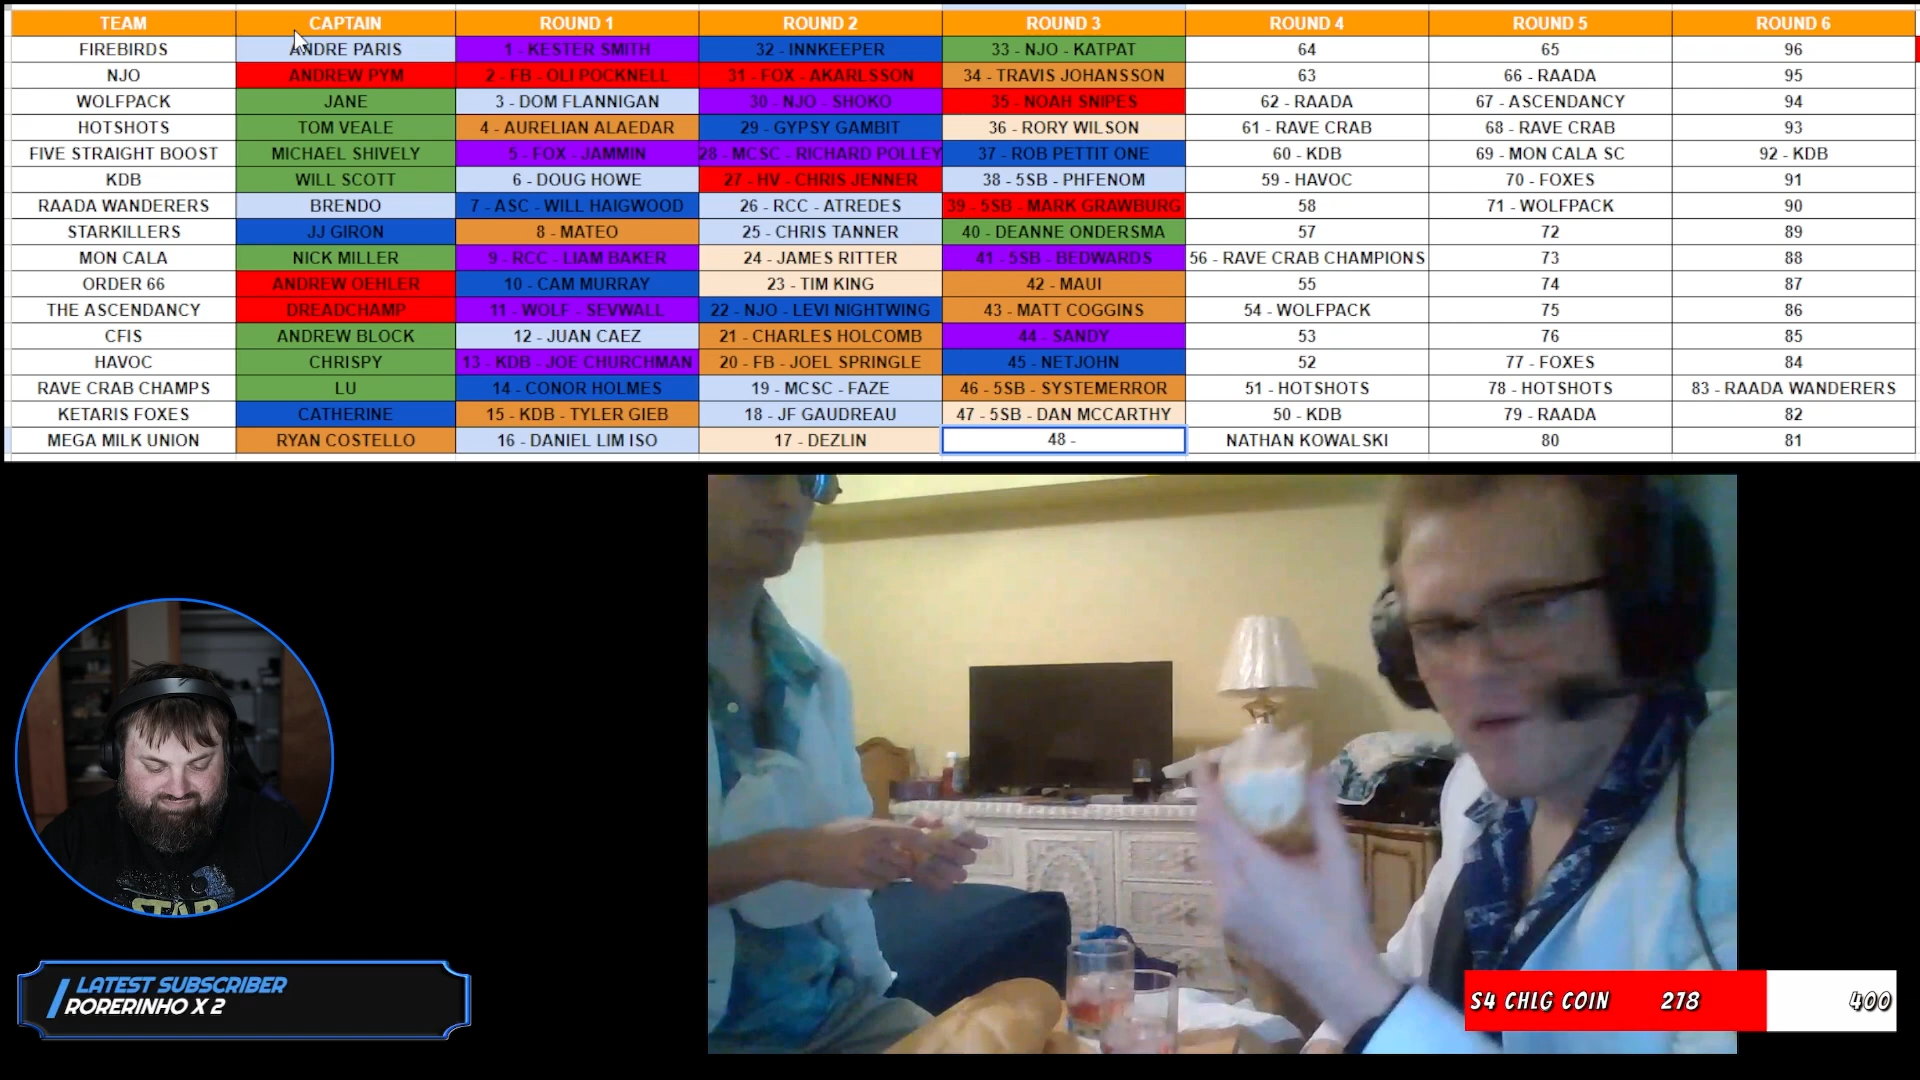 TEAM CAPTAIN ROUND 1 ROUND 2 ROUND 3 ROUND 4 ROUND 5 ROUND 6
FIREBIRDS ANDRE PARIS 1 - KESTER SMITH 32 - INNKEEPER 33 - NJO - KATPAT 64 65 96
NJO ANDREW PYM 2 - FB - OLI POCKNELL 31 - FOX - AKARLSSON 34 - TRAVIS JOHANSSON 63 66 - RAADA 95
WOLFPACK JANE 3 - DOM FLANNIGAN 30 - NJO - SHOKO 35 - NOAH SNIPES 62 - RAADA 67 - ASCENDANCY 94
HOTSHOTS TOM VEALE 4 - AURELIAN ALAEDAR 29 - GYPSY GAMBIT 36 - RORY WILSON 61 - RAVE CRAB 68 - RAVE CRAB 93
FIVE STRAIGHT BOOST MICHAEL SHIVELY 5 - FOX - JAMMIN 28 - MCSC - RICHARD POLLEY 37 - ROB PETTIT ONE 60 - KDB 69 - MON CALA SC 92 - KDB
KDB WILL SCOTT 6 - DOUG HOWE 27 - HV - CHRIS JENNER 38 - 5SB - PHFENOM 59 - HAVOC 70 - FOXES 91
RAADA WANDERERS BRENDO 7 - ASC - WILL HAIGWOOD 26 - RCC - ATREDES 39 - 5SB - MARK GRAWBURG 58 71 - WOLFPACK 90
STARKILLERS JJ GIRON 8 - MATEO 25 - CHRIS TANNER 40 - DEANNE ONDERSMA 57 72 89
MON CALA NICK MILLER 9 - RCC - LIAM BAKER 24 - JAMES RITTER 41 - 5SB - BEDWARDS 56 - RAVE CRAB CHAMPIONS 73 88
ORDER 66 ANDREW OEHLER 10 - CAM MURRAY 23 - TIM KING 42 - MAUI 55 74 87
THE ASCENDANCY DREADCHAMP 11 - WOLF - SEVWALL 22 - NJO - LEVI NIGHTWING 43 - MATT COGGINS 54 - WOLFPACK 75 86
CFIS ANDREW BLOCK 12 - JUAN CAEZ 21 - CHARLES HOLCOMB 44 - SANDY 53 76 85
HAVOC CHRISPY 13 - KDB - JOE CHURCHMAN 20 - FB - JOEL SPRINGLE 45 - NETJOHN 52 77 - FOXES 84
RAVE CRAB CHAMPS LU 14 - CONOR HOLMES 19 - MCSC - FAZE 46 - 5SB - SYSTEMERROR 51 - HOTSHOTS 78 - HOTSHOTS 83 - RAADA WANDERERS
KETARIS FOXES CATHERINE 15 - KDB - TYLER GIEB 18 - JF GAUDREAU 47 - 5SB - DAN MCCARTHY 50 - KDB 79 - RAADA 82
MEGA MILK UNION RYAN COSTELLO 16 - DANIEL LIM ISO 17 - DEZLIN 48 - NATHAN KOWALSKI 80 81
STAR
LATEST SUBSCRIBER
RORERINHO X 2
S4 CHLG COIN 278 400